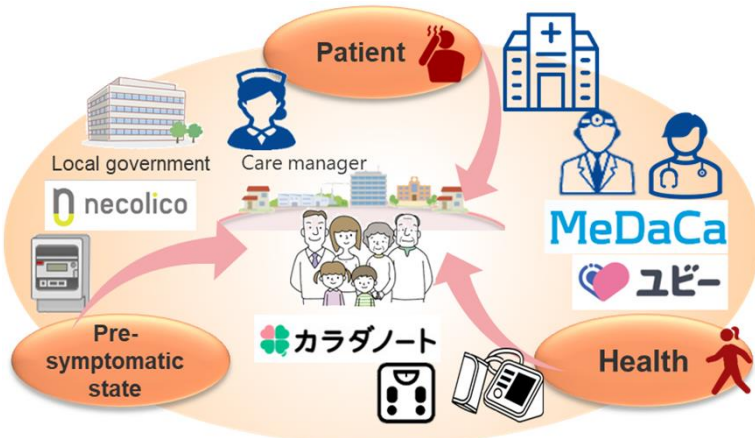 Patient
Local government
Care manager
necolico
MeDaCa
ユビー
Pre-
symptomatic
state
カラダノート
Health